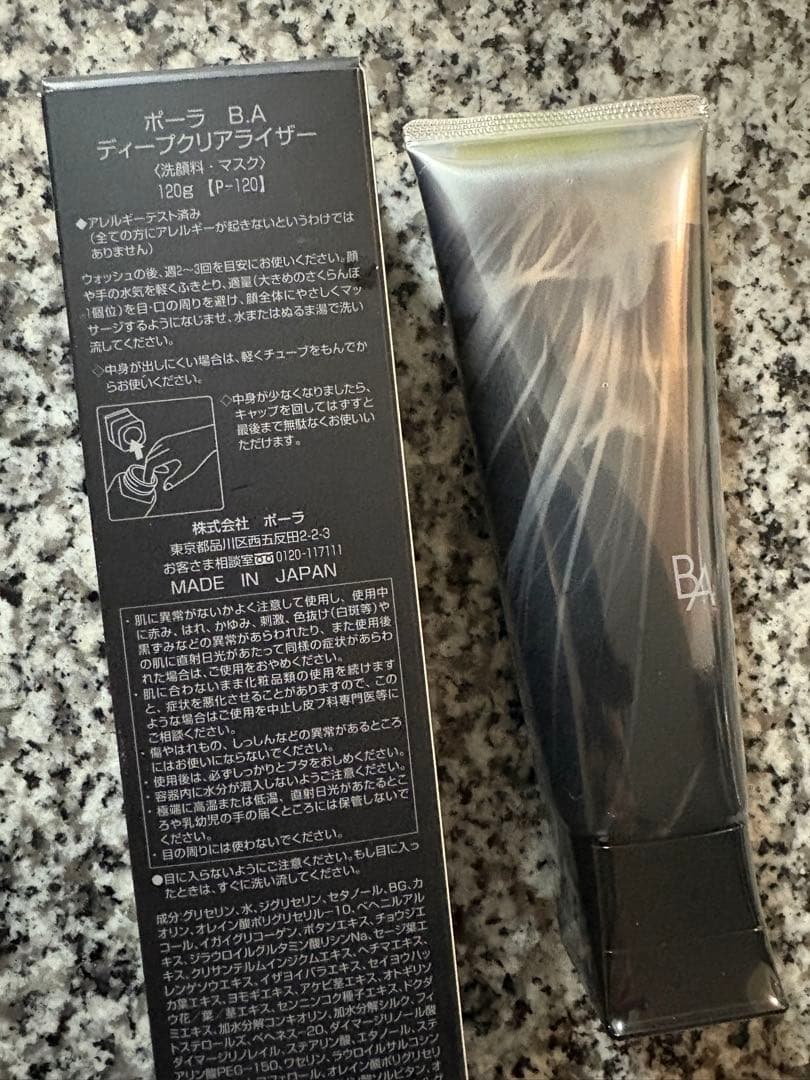 ポーラ B.A
ディープクリアライザー
〈洗顔料・マスク〉
120g 【P-120】
◆アレルギーテスト済み
(全ての方にアレルギーが起きないというわけでは
ありません)
ウォッシュの後、週2~3回を目安にお使いください。顔
や手の水気を軽くふきとり、適量(大きめのさくらんぼ
1個位)を目・口の周りを避け、顔全体にやさしくマッ
サージするようになじませ、水またはぬるま湯で洗い
流してください。
◇中身が出しにくい場合は、軽くチューブをもんでか
らお使いください。
◇中身が少なくなりましたら、
キャップを回してはずすと
最後まで無駄なくお使いい
ただけます。
株式会社 ポーラ
東京都品川区西五反田2-2-3
お客さま相談室 0120-117111
MADE IN JAPAN
・肌に異常がないかよく注意して使用し、使用中
に赤み、はれ、かゆみ、刺激、色抜け(白斑等)や
黒ずみなどの異常があらわれたり、また使用後
の肌に直射日光があたって同様の症状があらわ
れた場合は、ご使用をおやめください。
・肌に合わないまま化粧品類の使用を続けます
と、症状を悪化させることがありますので、この
ような場合はご使用を中止し皮フ科専門医等に
ご相談ください。
・傷やはれもの、しっしんなどの異常があるところ
にはお使いにならないでください。
・使用後は、必ずしっかりとフタをおしめください。
・容器内に水分が混入しないようご注意ください。
・極端に高温または低温、直射日光があたるとこ
ろや乳幼児の手の届くところには保管しないで
ください。
・目の周りには使わないでください。
●目に入らないようにご注意ください。もし目に入っ
たときは、すぐに洗い流してください。
成分:グリセリン、水、ジグリセリン、セタノール、BG、カ
オリン、オレイン酸ポリグリセリル-10、ベヘニルアル
コール、イガイグリコーゲン、ボタンエキス、チョウジエ
キス、ジラウロイルグルタミン酸リシンNa、セージ葉エ
キス、クリサンテルムインジクムエキス、ヘチマエキス、
レンゲソウエキス、イザヨイバラエキス、セイヨウハッ
カ葉エキス、ヨモギエキス、アケビ茎エキス、オトギリソ
ウ花/葉/茎エキス、センニンコク種子エキス、ドクダ
ミエキス、加水分解コンキオリン、加水分解シルク、フィ
トステロールズ、ベヘネス-20、ダイマージリノール酸
ダイマージリノレイル、ステアリン酸、エタノール、ステ
アリン酸PEG-150、ワセリン、ラウロイルサルコシン
フェロール、オレイン酸ポリグリセリ
ソルビタン、オ
BA